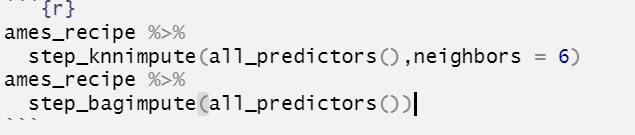 ```{r}
ames_recipe %>%
  step_knnimpute(all_predictors(),neighbors = 6)
ames_recipe %>%
  step_bagimpute(all_predictors())
```